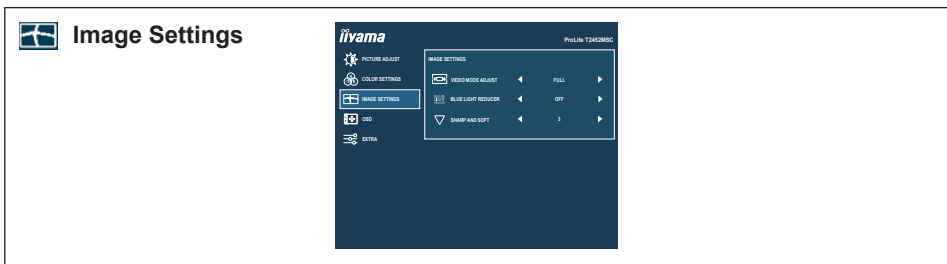 Image Settings
iiyama
ProLite T2452MSC
PICTURE ADJUST
COLOR SETTINGS
IMAGE SETTINGS
OSD
EXTRA
IMAGE SETTINGS
VIDEO MODE ADJUST FULL
BLUE LIGHT REDUCER OFF
SHARP AND SOFT 3